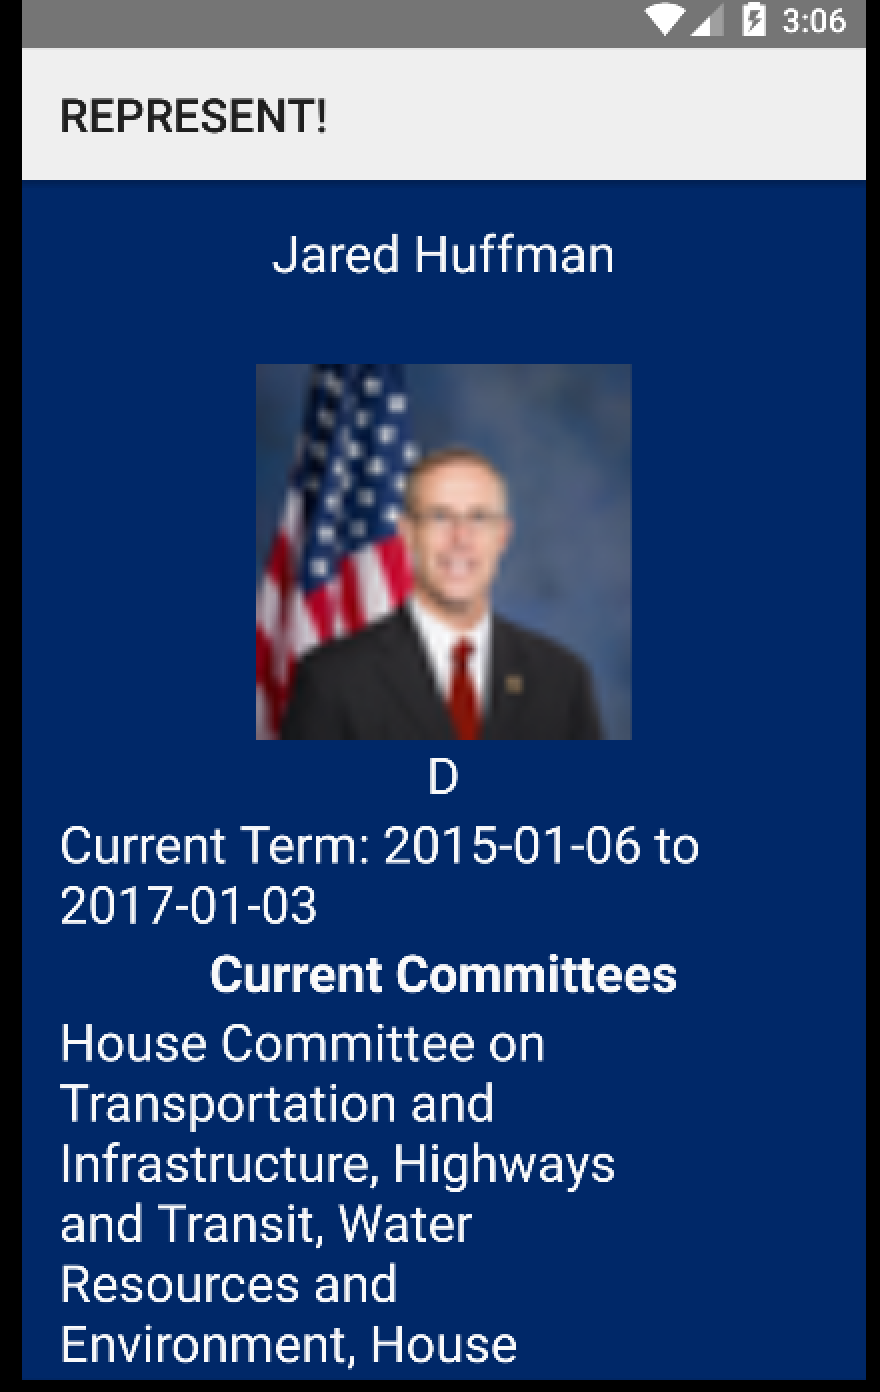 3:06
REPRESENT!
Jared Huffman
D
Current Term: 2015-01-06 to
2017-01-03
Current Committees
House Committee on
Transportation and
Infrastructure, Highways
and Transit, Water
Resources and
Environment, House